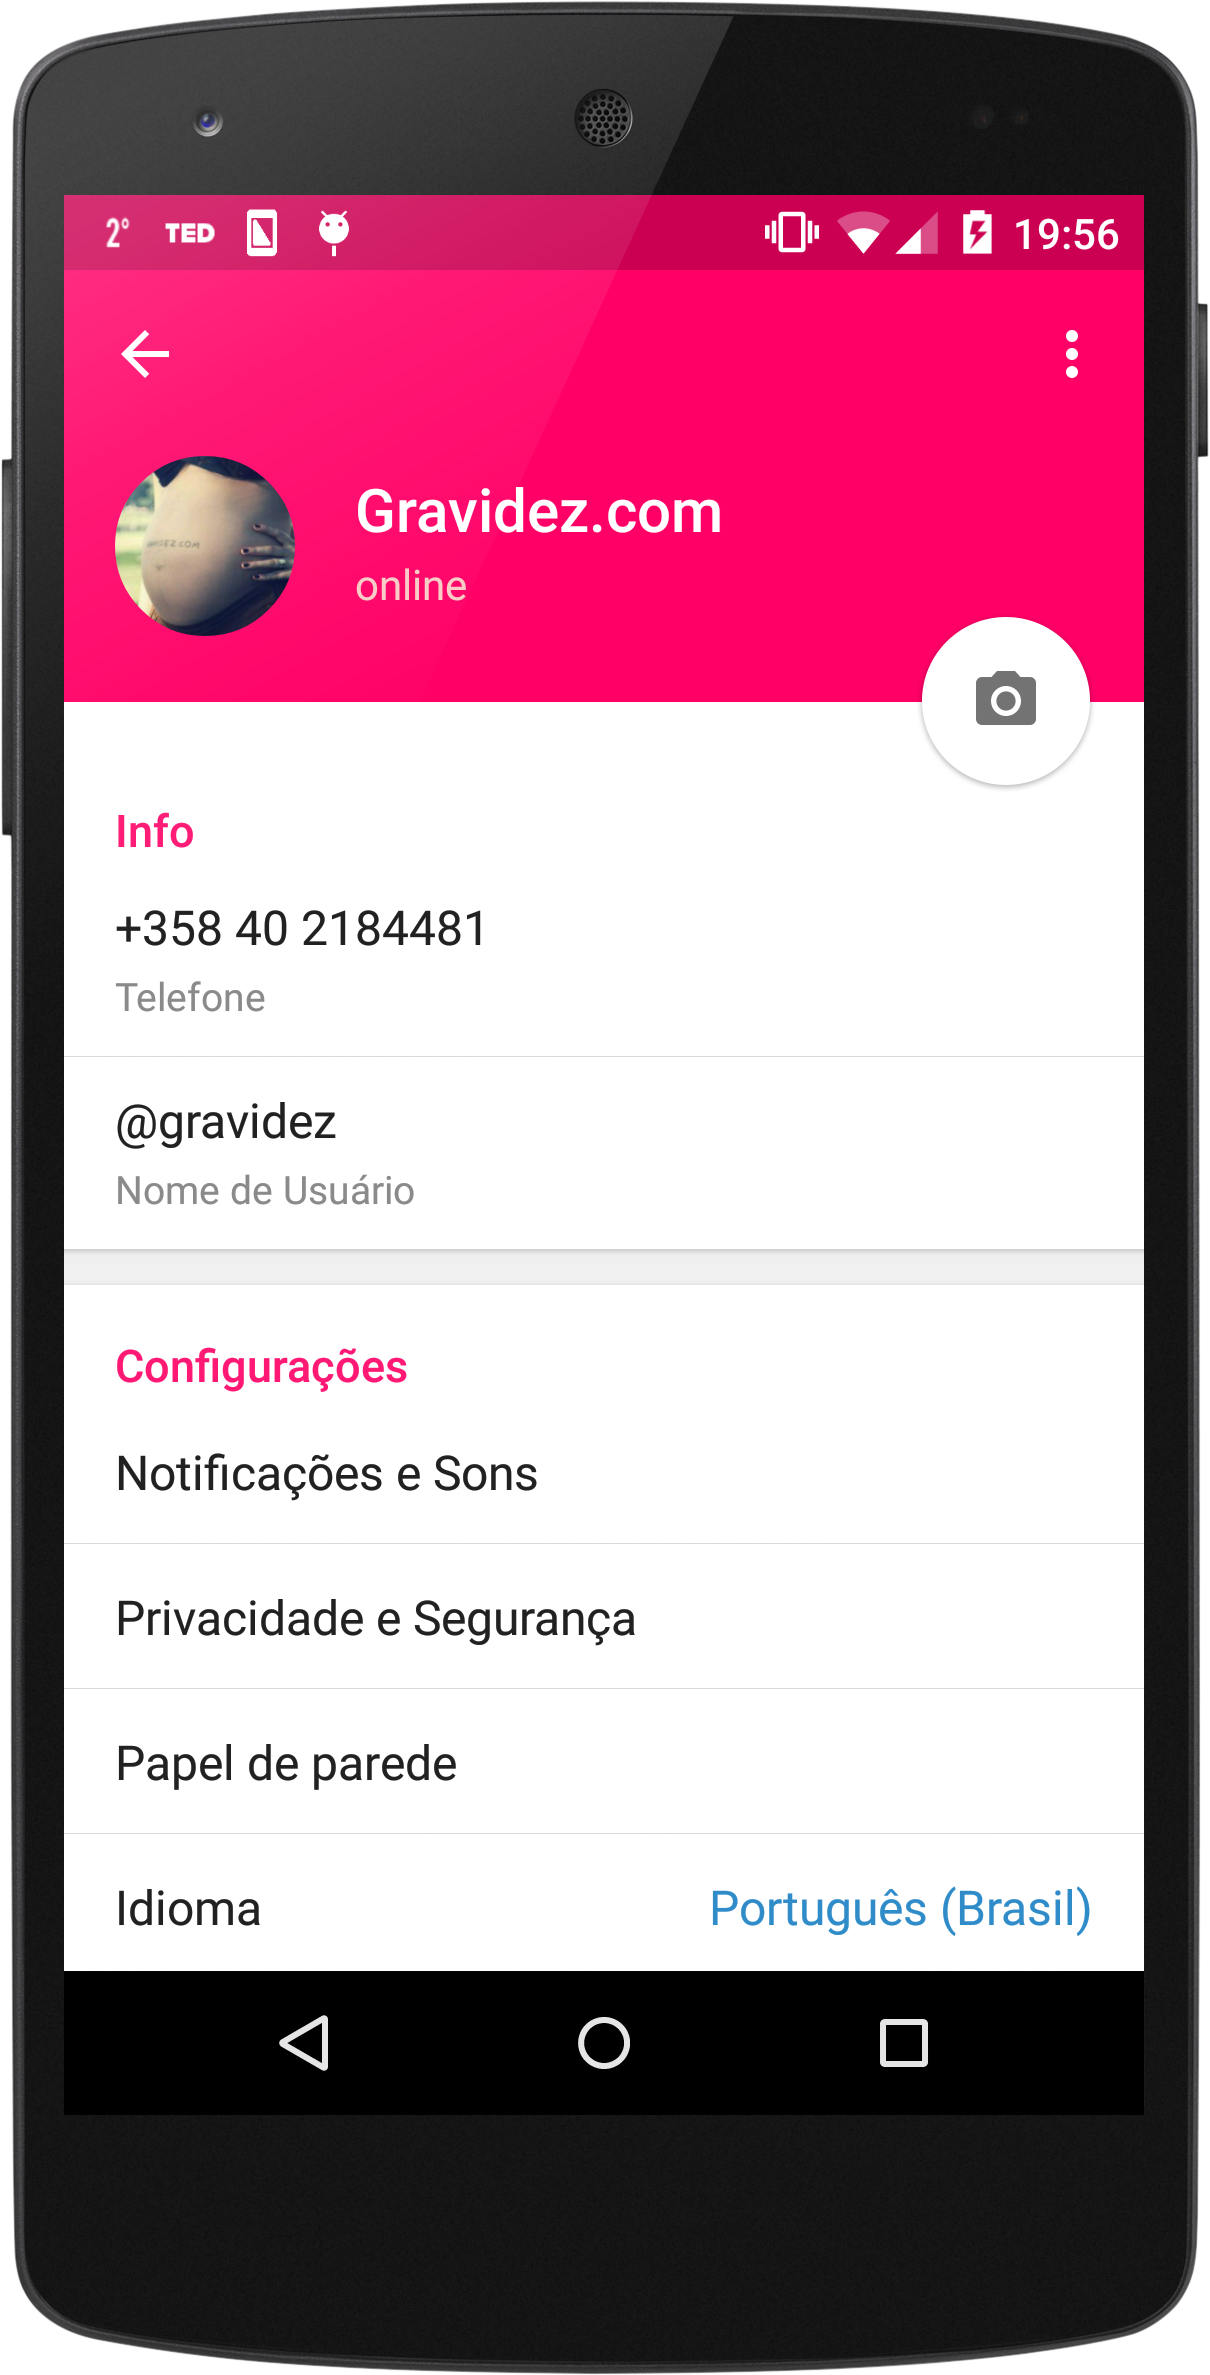 2° TED 19:56
Gravidez.com
online
Info
+358 40 2184481
Telefone
@gravidez
Nome de Usuário
Configurações
Notificações e Sons
Privacidade e Segurança
Papel de parede
Idioma Português (Brasil)